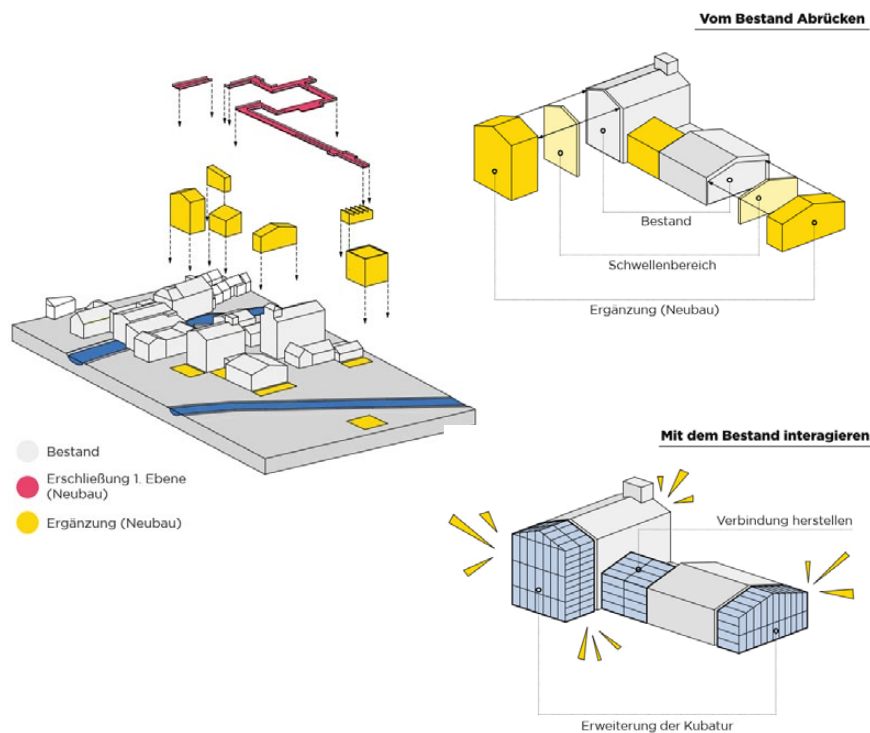 Vom Bestand Abrücken
Bestand
Schwellenbereich
Ergänzung (Neubau)
Bestand
Erschließung 1. Ebene
(Neubau)
Ergänzung (Neubau)
Mit dem Bestand interagieren
Verbindung herstellen
Erweiterung der Kubatur